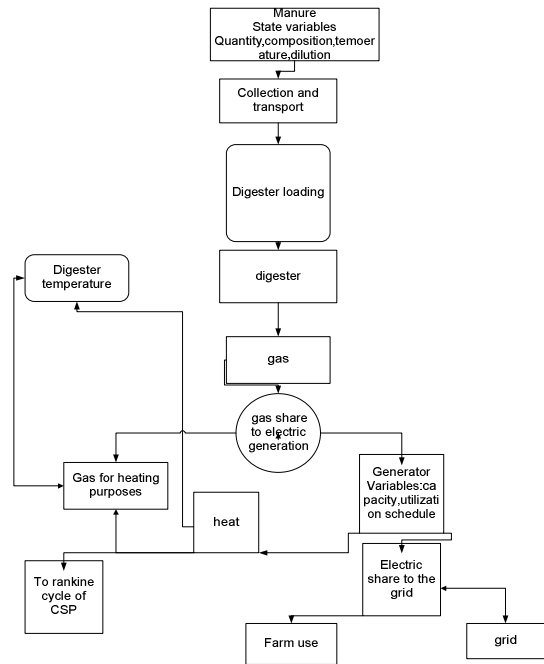 Manure
State variables
Quantity,composition,temoer
ature,dilution
Collection and
transport
Digester loading
digester
Digester
temperature
gas
gas share
to electric
generation
Gas for heating
purposes
Generator
Variables:ca
pacity,utilizati
on schedule
heat
To rankine
cycle of
CSP
Electric
share to the
grid
Farm use
grid